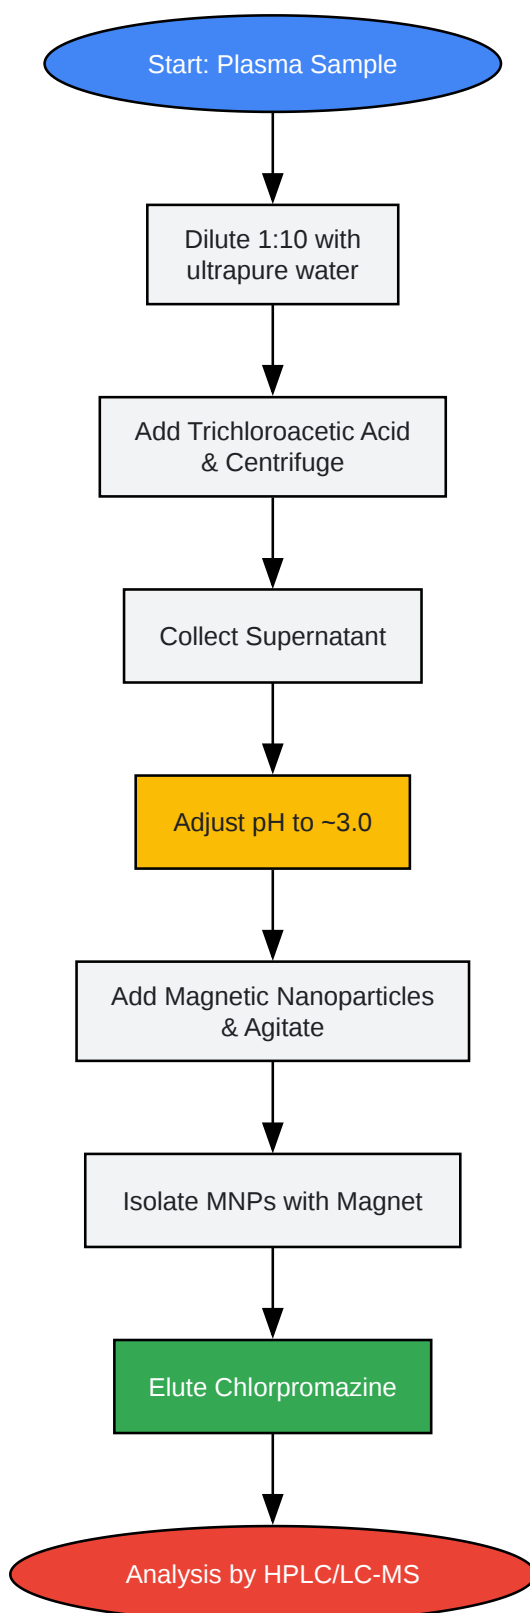 Start: Plasma Sample
Dilute 1:10 with
ultrapure water
Add Trichloroacetic Acid
& Centrifuge
Collect Supernatant
Adjust pH to ~3.0
Add Magnetic Nanoparticles
& Agitate
Isolate MNPs with Magnet
Elute Chlorpromazine
Analysis by HPLC/LC-MS